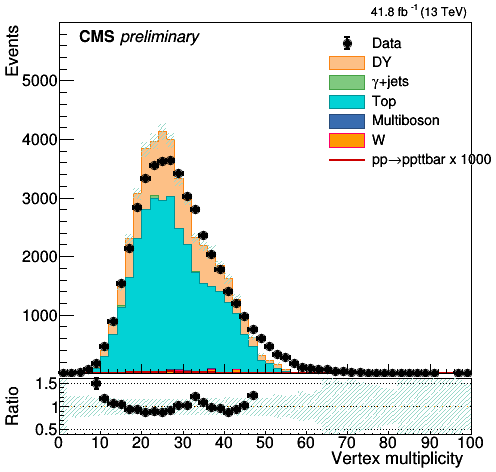 41.8 fb⁻¹ (13 TeV)
CMS preliminary
Events
Data
DY
γ+jets
Top
Multiboson
W
pp→ppttbar x 1000
5000
4000
3000
2000
1000
Ratio
1.5
1
0.5
0 10 20 30 40 50 60 70 80 90 100
Vertex multiplicity